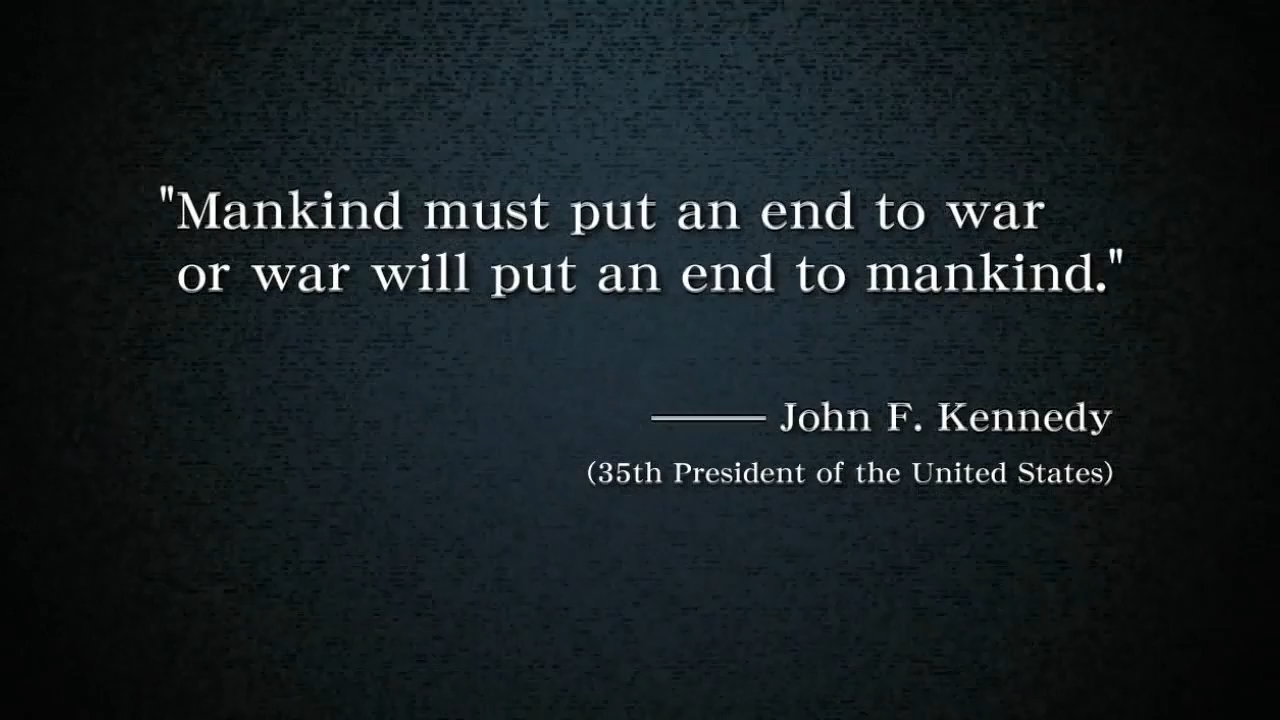 "Mankind must put an end to war
or war will put an end to mankind."
——— John F. Kennedy
(35th President of the United States)